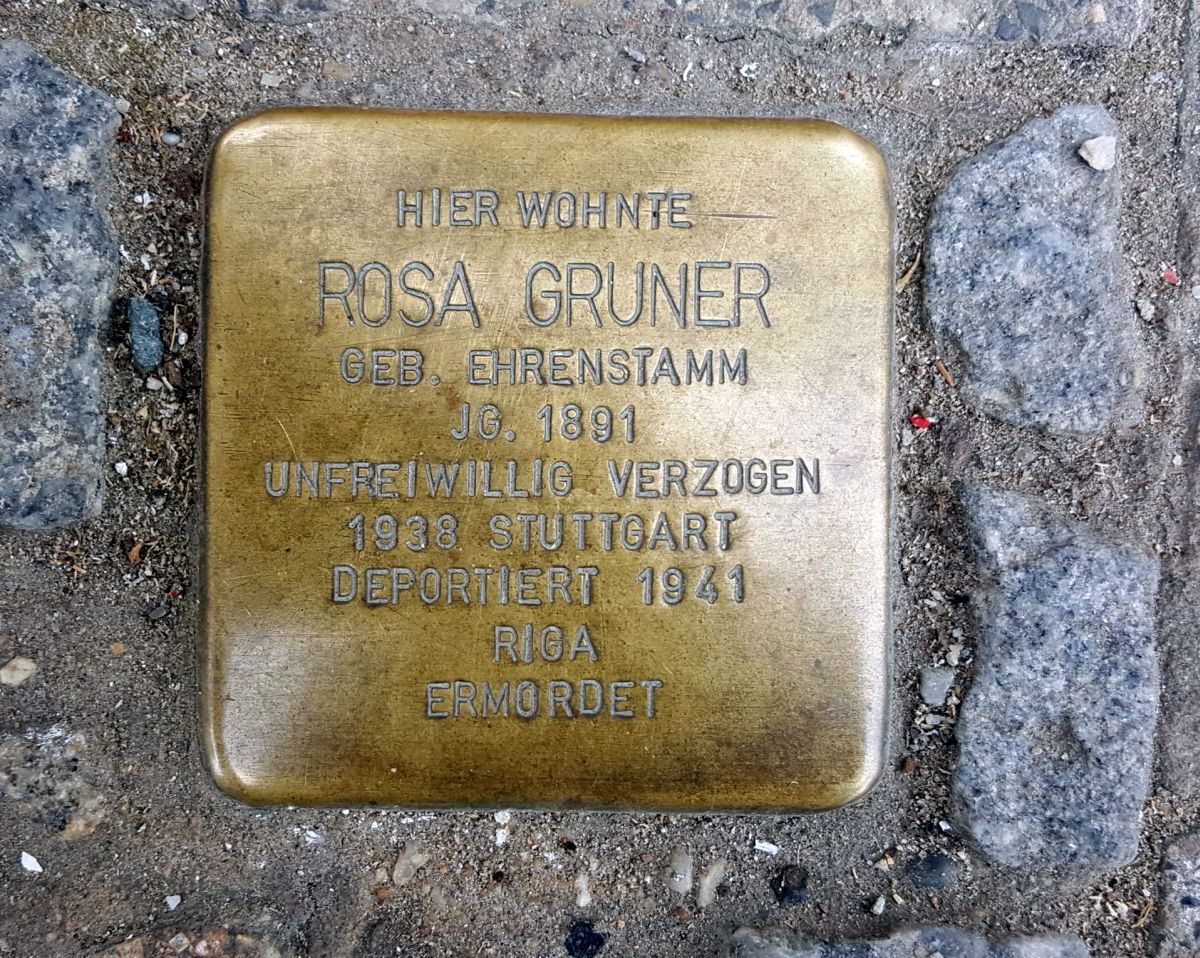 HIER WOHNTE
ROSA GRUNER
GEB. EHRENSTAMM
JG. 1891
UNFREIWILLIG VERZOGEN
1938 STUTTGART
DEPORTIERT 1941
RIGA
ERMORDET